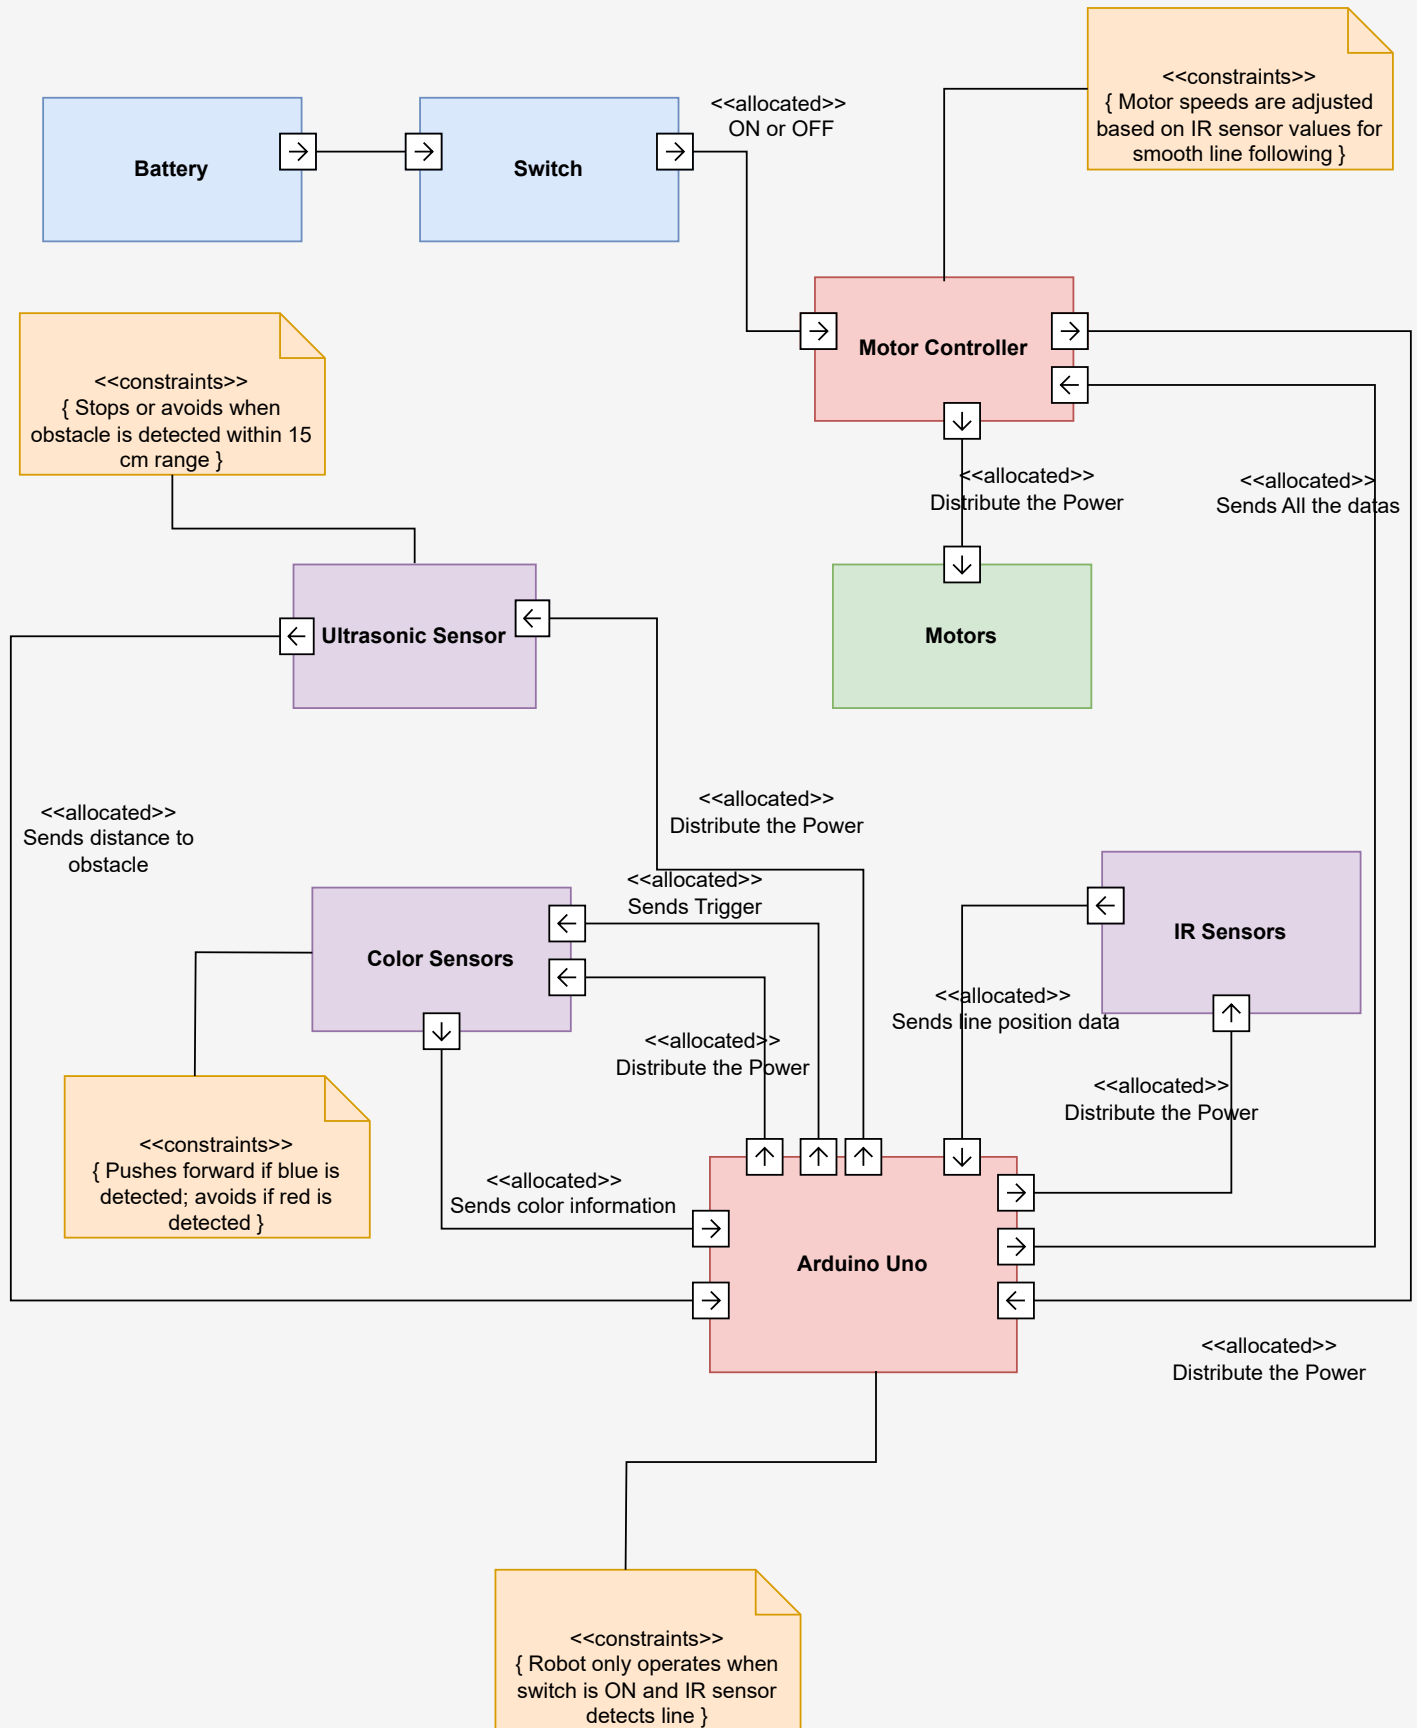 <<constraints>>
{ Motor speeds are adjusted
based on IR sensor values for
smooth line following }
<<allocated>>
ON or OFF
Battery
Switch
Motor Controller
<<constraints>>
{ Stops or avoids when
obstacle is detected within 15
cm range }
<<allocated>>
Distribute the Power
<<allocated>>
Sends All the datas
Ultrasonic Sensor
Motors
<<allocated>>
Sends distance to
obstacle
<<allocated>>
Distribute the Power
<<allocated>>
Sends Trigger
Color Sensors
IR Sensors
<<allocated>>
Sends line position data
<<allocated>>
Distribute the Power
<<allocated>>
Distribute the Power
<<constraints>>
{ Pushes forward if blue is
detected; avoids if red is
detected }
<<allocated>>
Sends color information
Arduino Uno
<<allocated>>
Distribute the Power
<<constraints>>
{ Robot only operates when
switch is ON and IR sensor
detects line }